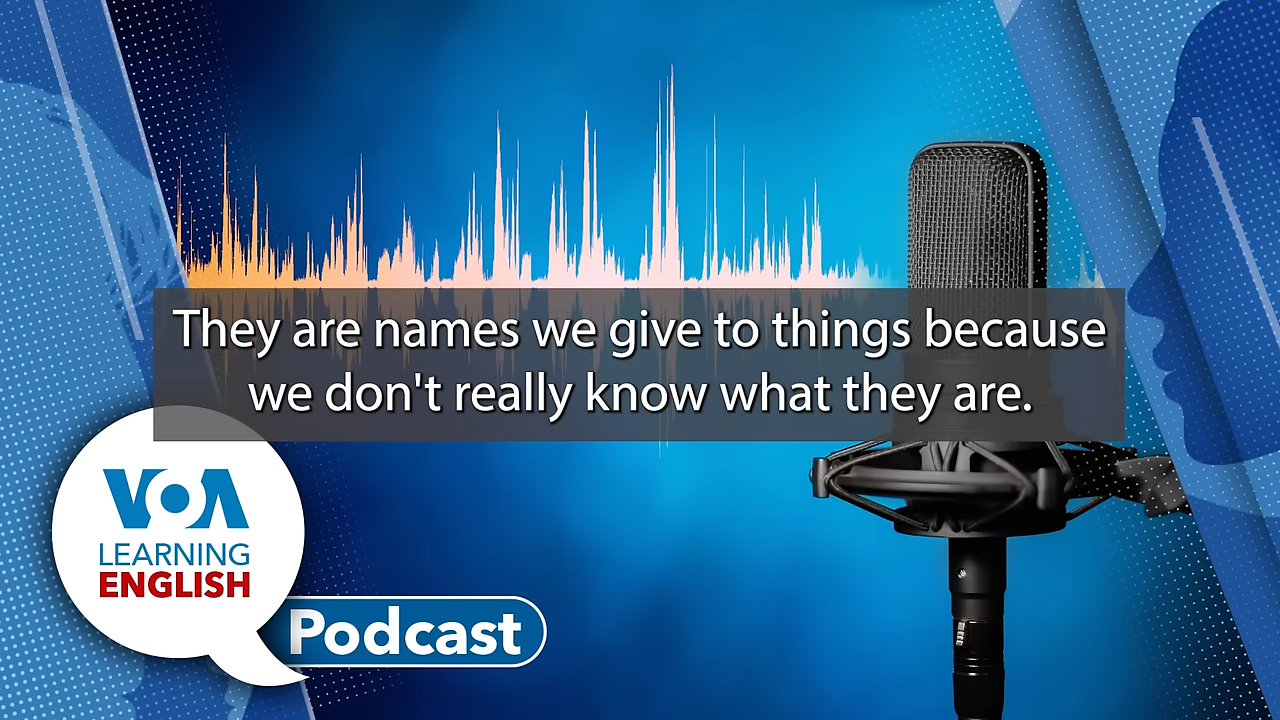 They are names we give to things because
we don't really know what they are.
VOA
LEARNING
ENGLISH
Podcast